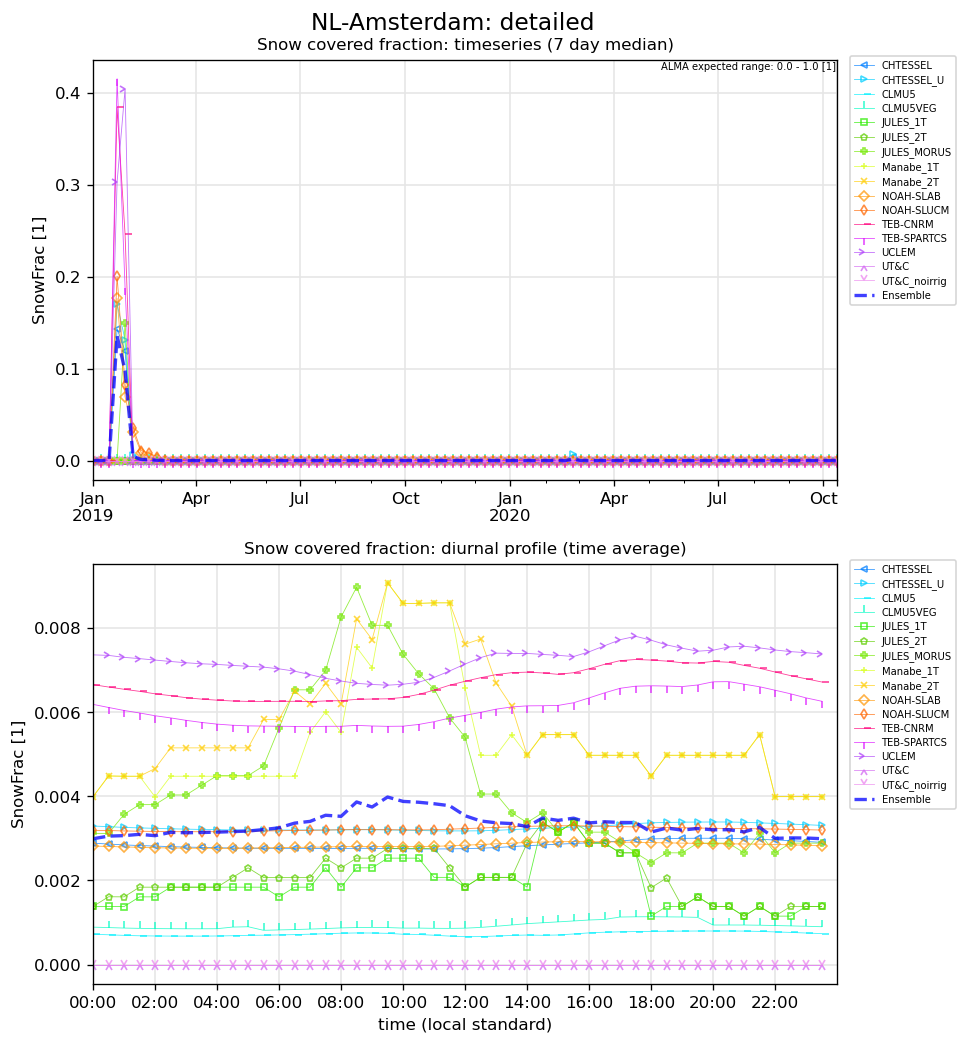 NL-Amsterdam: detailed
Snow covered fraction: timeseries (7 day median)
ALMA expected range: 0.0 - 1.0 [1]
SnowFrac [1]
0.4
0.3
0.2
0.1
0.0
Jan
2019
Apr
Jul
Oct
Jan
2020
Apr
Jul
Oct
CHTESSEL
CHTESSEL_U
CLMU5
CLMU5VEG
JULES_1T
JULES_2T
JULES_MORUS
Manabe_1T
Manabe_2T
NOAH-SLAB
NOAH-SLUCM
TEB-CNRM
TEB-SPARTCS
UCLEM
UT&C
UT&C_noirrig
Ensemble
Snow covered fraction: diurnal profile (time average)
SnowFrac [1]
0.008
0.006
0.004
0.002
0.000
00:00
02:00
04:00
06:00
08:00
10:00
12:00
14:00
16:00
18:00
20:00
22:00
time (local standard)
CHTESSEL
CHTESSEL_U
CLMU5
CLMU5VEG
JULES_1T
JULES_2T
JULES_MORUS
Manabe_1T
Manabe_2T
NOAH-SLAB
NOAH-SLUCM
TEB-CNRM
TEB-SPARTCS
UCLEM
UT&C
UT&C_noirrig
Ensemble